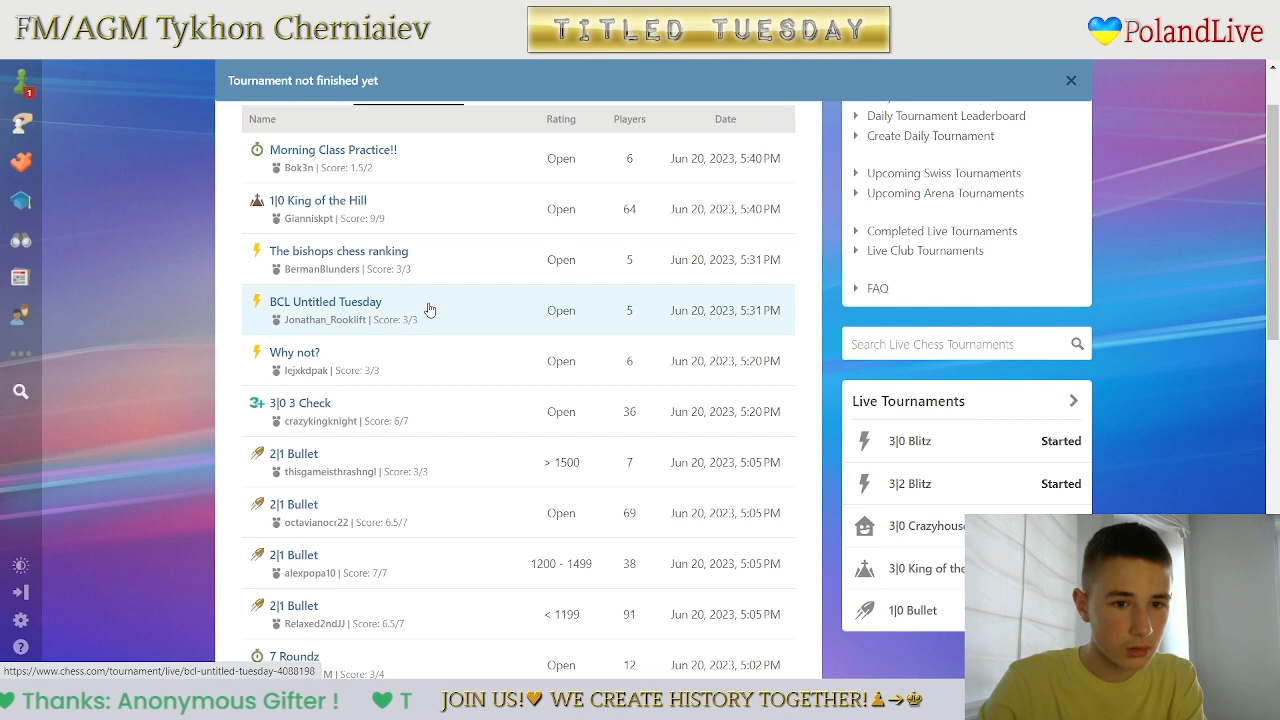 FM/AGM Tykhon Cherniaiev
TITLED TUESDAY
PolandLive
Tournament not finished yet
1
Name Rating Players Date
Morning Class Practice!!
Bok3n | Score: 1.5/2
Open 6 Jun 20, 2023, 5:40 PM
1|0 King of the Hill
Gianniskpt | Score: 9/9
Open 64 Jun 20, 2023, 5:40 PM
The bishops chess ranking
BermanBlunders | Score: 3/3
Open 5 Jun 20, 2023, 5:31 PM
BCL Untitled Tuesday
Jonathan_Rooklift | Score: 3/3
Open 5 Jun 20, 2023, 5:31 PM
Why not?
lejxkdpak | Score: 3/3
Open 6 Jun 20, 2023, 5:20 PM
3+ 3|0 3 Check
crazykingknight | Score: 6/7
Open 36 Jun 20, 2023, 5:20 PM
2|1 Bullet
thisgameisthrashngl | Score: 3/3
> 1500 7 Jun 20, 2023, 5:05 PM
2|1 Bullet
octavianocr22 | Score: 6.5/7
Open 69 Jun 20, 2023, 5:05 PM
2|1 Bullet
alexpopa10 | Score: 7/7
1200 - 1499 38 Jun 20, 2023, 5:05 PM
2|1 Bullet
Relaxed2ndJJ | Score: 6.5/7
< 1199 91 Jun 20, 2023, 5:05 PM
7 Roundz
M | Score: 3/4
Open 12 Jun 20, 2023, 5:02 PM
Daily Tournament Leaderboard
Create Daily Tournament
Upcoming Swiss Tournaments
Upcoming Arena Tournaments
Completed Live Tournaments
Live Club Tournaments
FAQ
Search Live Chess Tournaments
Live Tournaments
3|0 Blitz Started
3|2 Blitz Started
3|0 Crazyhouse
3|0 King of the
1|0 Bullet
https://www.chess.com/tournament/live/bcl-untitled-tuesday-4088198
Thanks: Anonymous Gifter ! T
JOIN US! WE CREATE HISTORY TOGETHER!